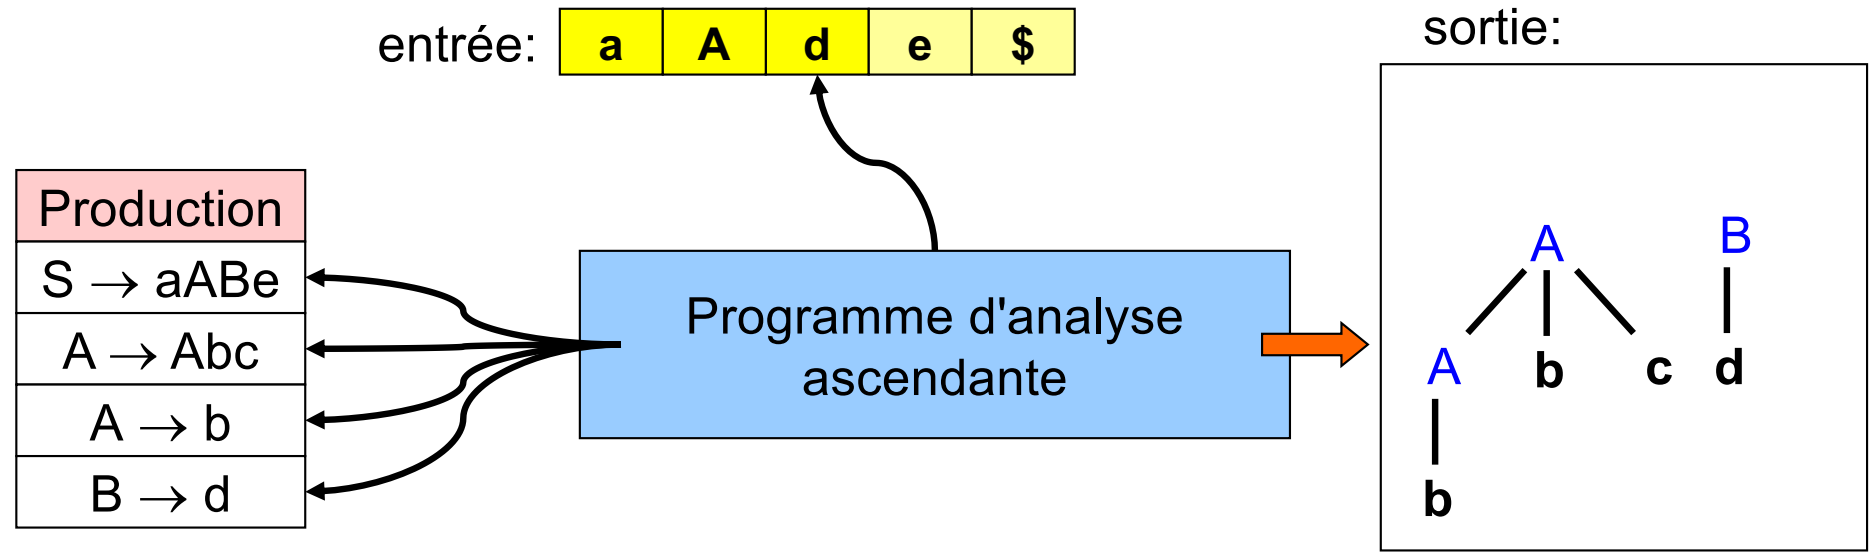 entrée: a A d e $
sortie:
Production
S → aABe
A → Abc
A → b
B → d
Programme d'analyse
ascendante
A B
A b c d
b